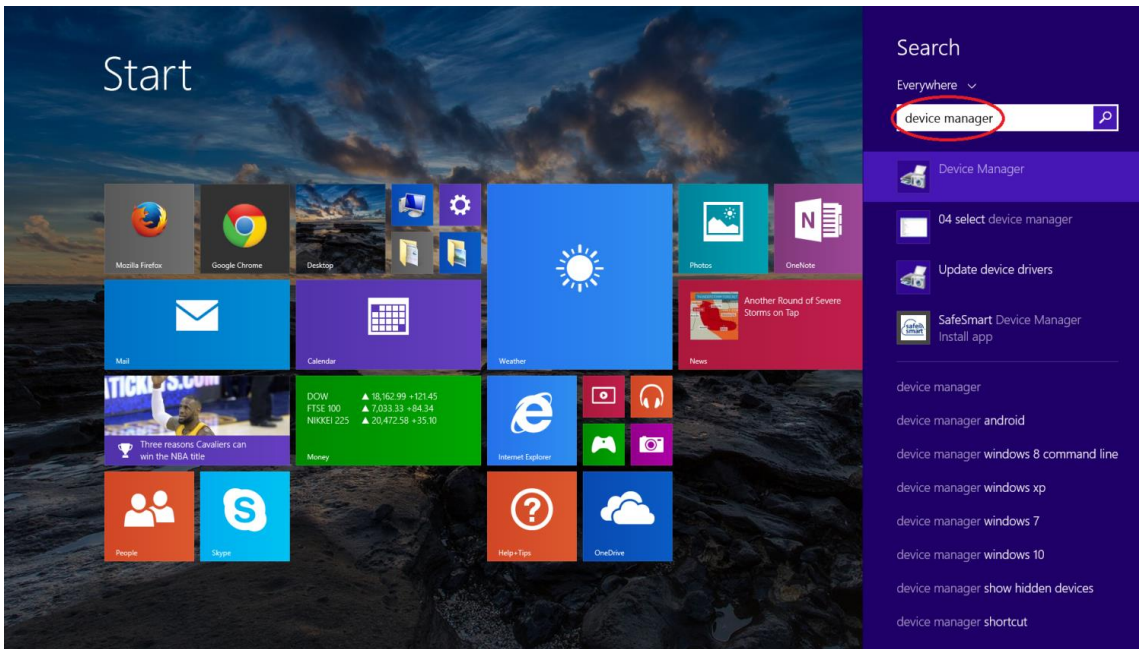 Start
Mozilla Firefox
Google Chrome
Desktop
Mail
Calendar
Weather
Photos
OneNote
Another Round of Severe
Storms on Tap
News
Three reasons Cavaliers can
win the NBA title
DOW ▲ 18,162.99 +121.45
FTSE 100 ▲ 7,033.33 +84.34
NIKKEI 225 ▲ 20,472.58 +35.10
Money
Internet Explorer
People
Skype
Help+Tips
OneDrive
Search
Everywhere
device manager
Device Manager
04 select device manager
Update device drivers
SafeSmart Device Manager
Install app
device manager
device manager android
device manager windows 8 command line
device manager windows xp
device manager windows 7
device manager windows 10
device manager show hidden devices
device manager shortcut